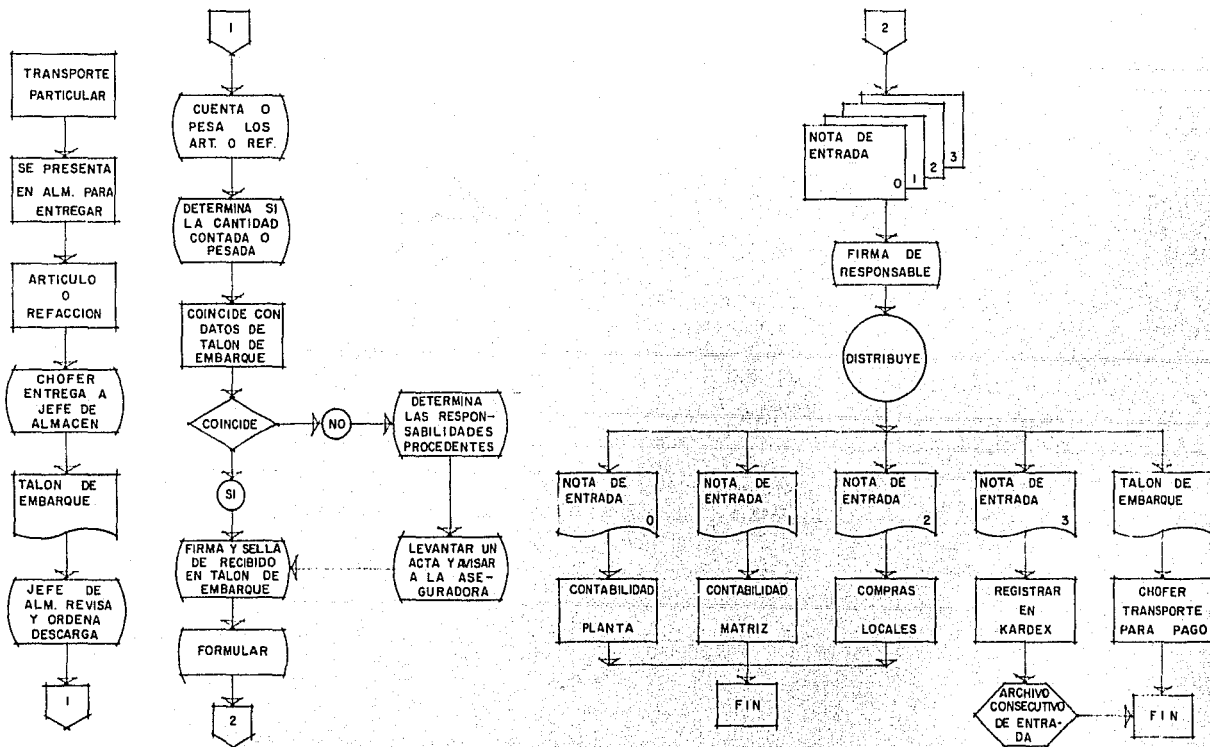 TRANSPORTE
PARTICULAR
SE PRESENTA
EN ALM. PARA
ENTREGAR
ARTICULO
O
REFACCION
CHOFER
ENTREGA A
JEFE DE
ALMACEN
TALON DE
EMBARQUE
JEFE DE
ALM. REVISA
Y ORDENA
DESCARGA
1
1
CUENTA O
PESA LOS
ART. O REF.
DETERMINA SI
LA CANTIDAD
CONTADA O
PESADA
COINCIDE CON
DATOS DE
TALON DE
EMBARQUE
COINCIDE
NO
DETERMINA
LAS RESPON-
SABILIDADES
PROCEDENTES
SI
FIRMA Y SELLA
DE RECIBIDO
EN TALON DE
EMBARQUE
LEVANTAR UN
ACTA Y AVISAR
A LA ASE-
GURADORA
FORMULAR
2
2
NOTA DE
ENTRADA
0
1
2
3
FIRMA DE
RESPONSABLE
DISTRIBUYE
NOTA DE
ENTRADA
0
NOTA DE
ENTRADA
1
NOTA DE
ENTRADA
2
NOTA DE
ENTRADA
3
TALON DE
EMBARQUE
CONTABILIDAD
PLANTA
CONTABILIDAD
MATRIZ
COMPRAS
LOCALES
REGISTRAR
EN
KARDEX
CHOFER
TRANSPORTE
PARA PAGO
FIN
ARCHIVO
CONSECUTIVO
DE ENTRA-
DA
FIN